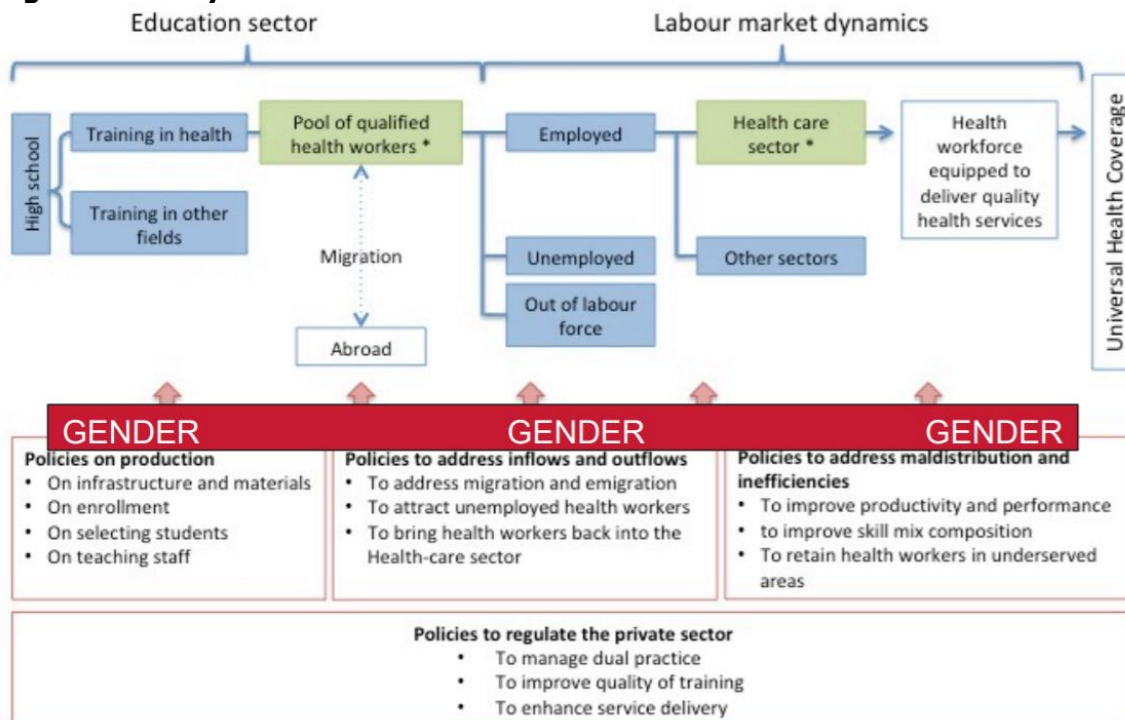 Education sector
Labour market dynamics
High school
Training in health
Training in other
fields
Pool of qualified
health workers *
Migration
Abroad
Employed
Unemployed
Out of labour
force
Health care
sector *
Other sectors
Health
workforce
equipped to
deliver quality
health services
Universal Health Coverage
GENDER
GENDER
GENDER
Policies on production
• On infrastructure and materials
• On enrollment
• On selecting students
• On teaching staff
Policies to address inflows and outflows
• To address migration and emigration
• To attract unemployed health workers
• To bring health workers back into the
Health-care sector
Policies to address maldistribution and
inefficiencies
• To improve productivity and performance
• to improve skill mix composition
• To retain health workers in underserved
areas
Policies to regulate the private sector
• To manage dual practice
• To improve quality of training
• To enhance service delivery